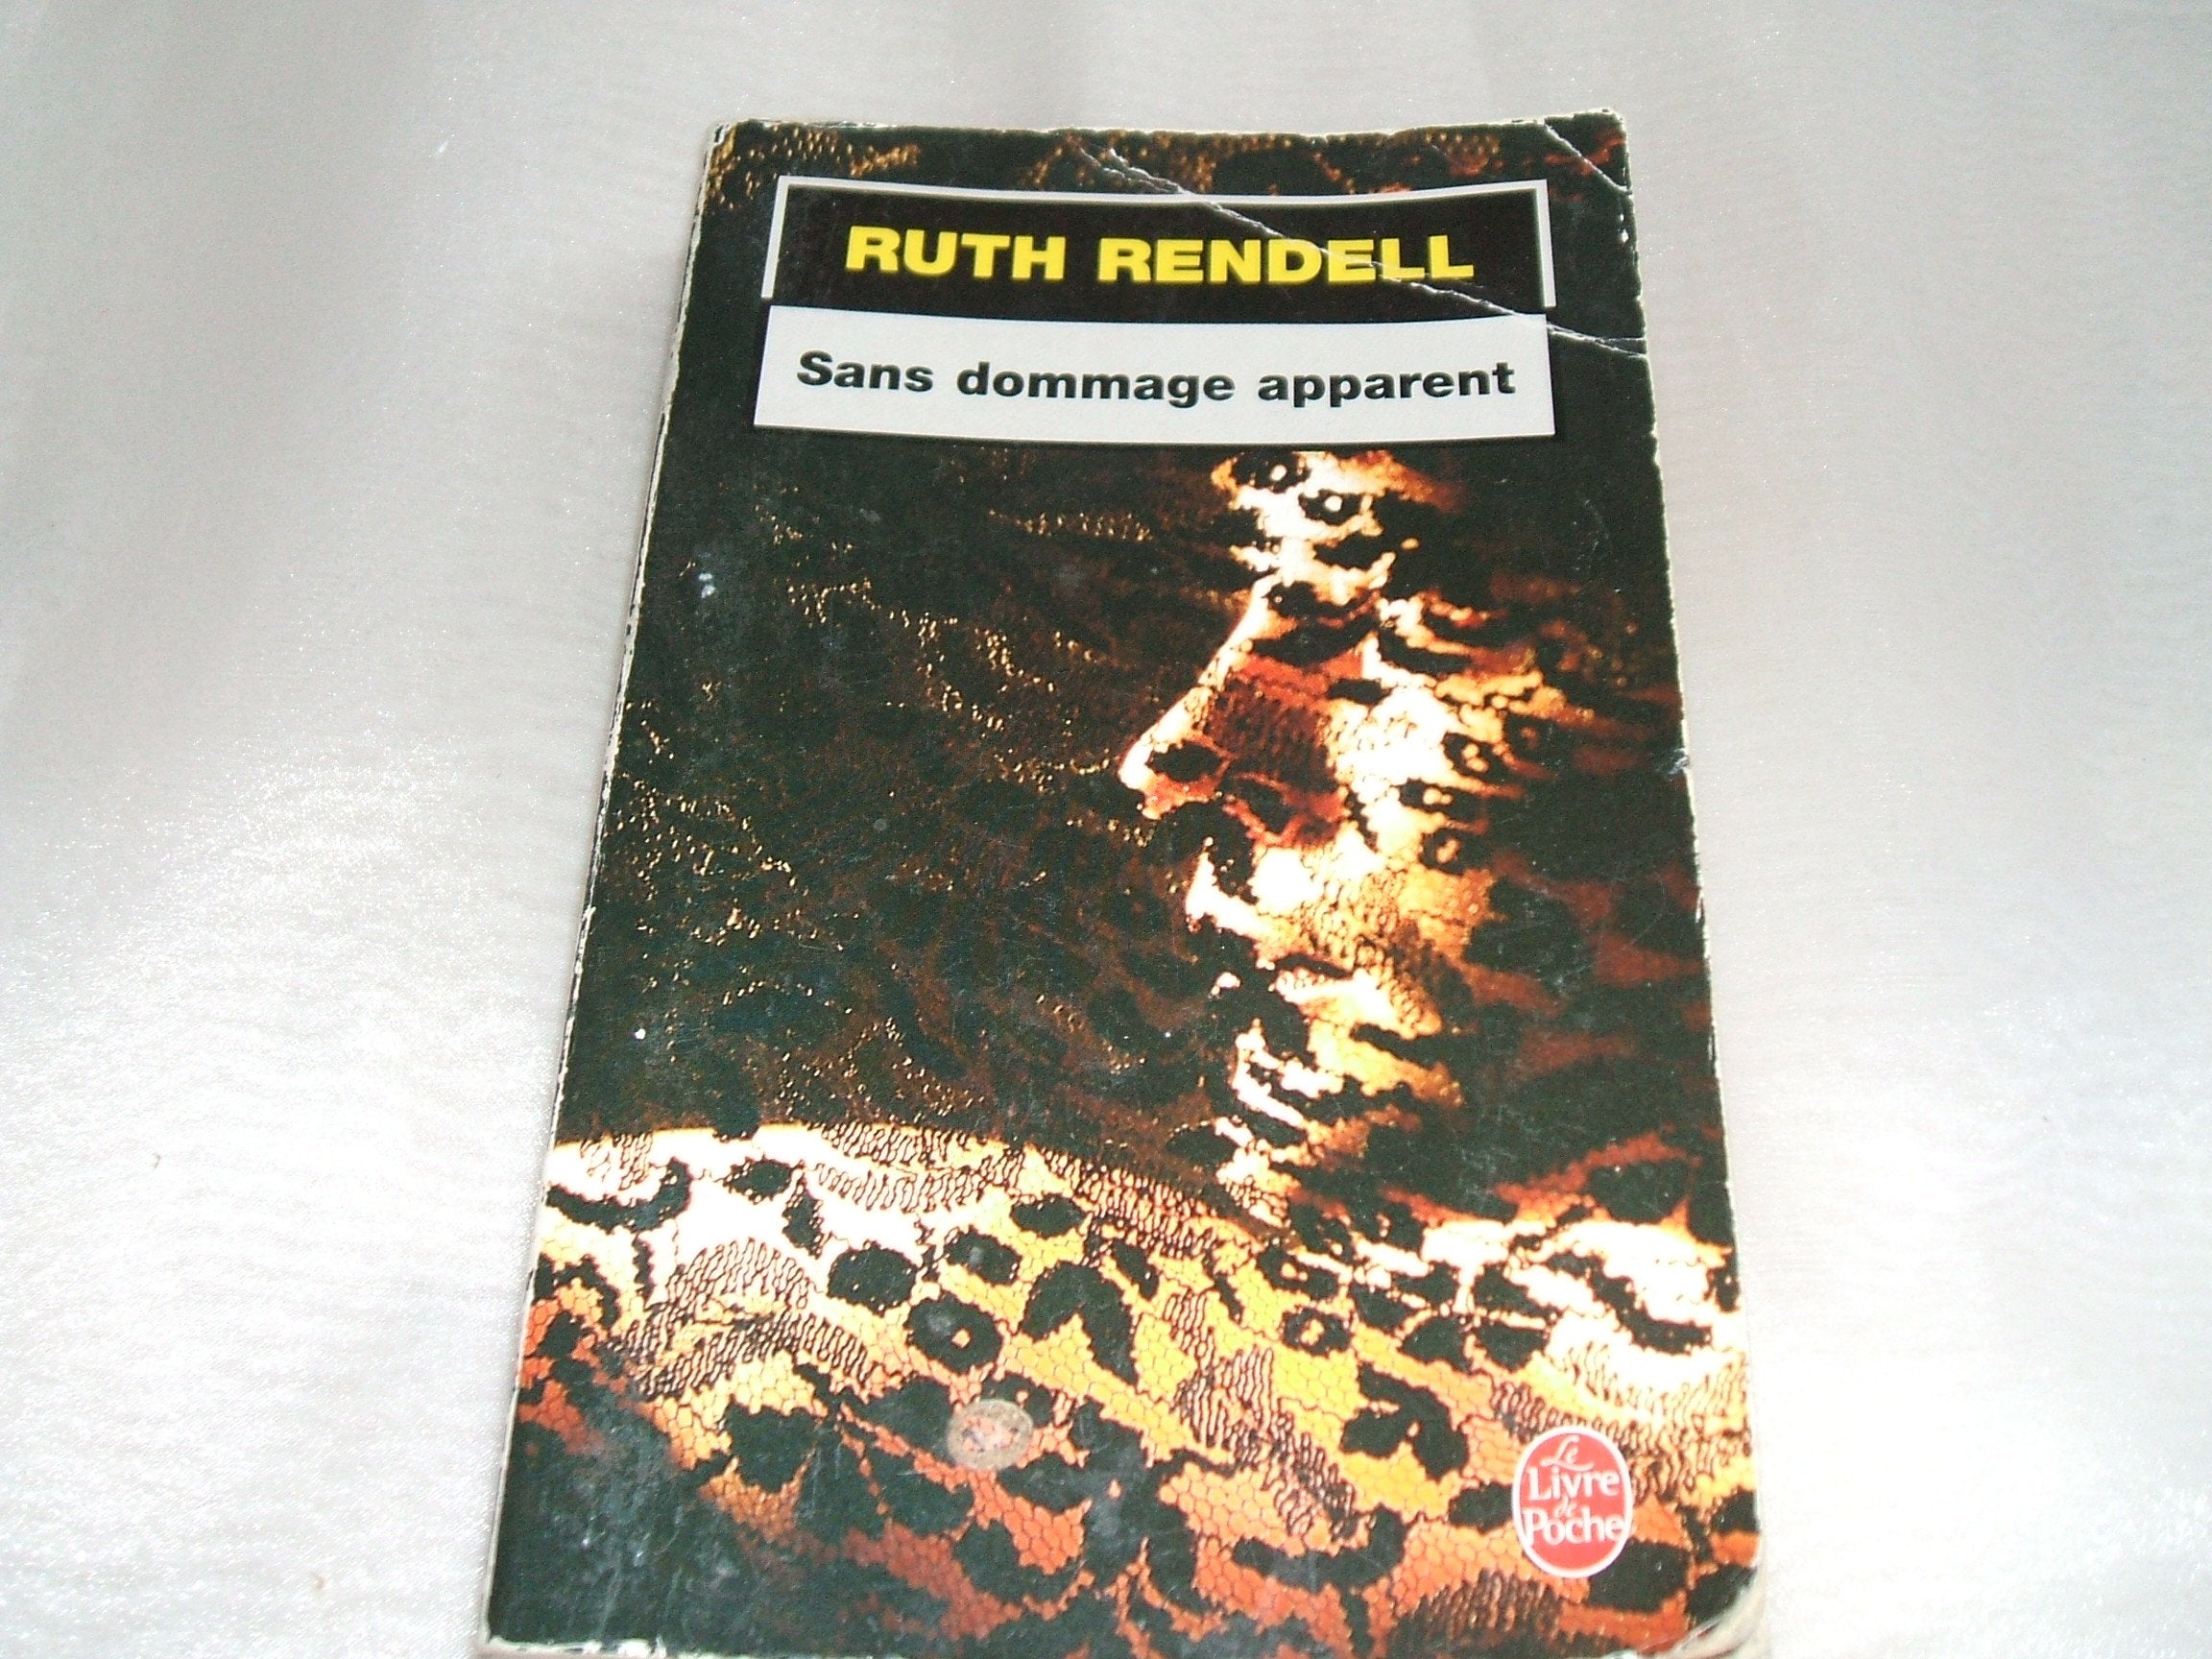 RUTH RENDELL
Sans dommage apparent
Le
Livre
de
Poche